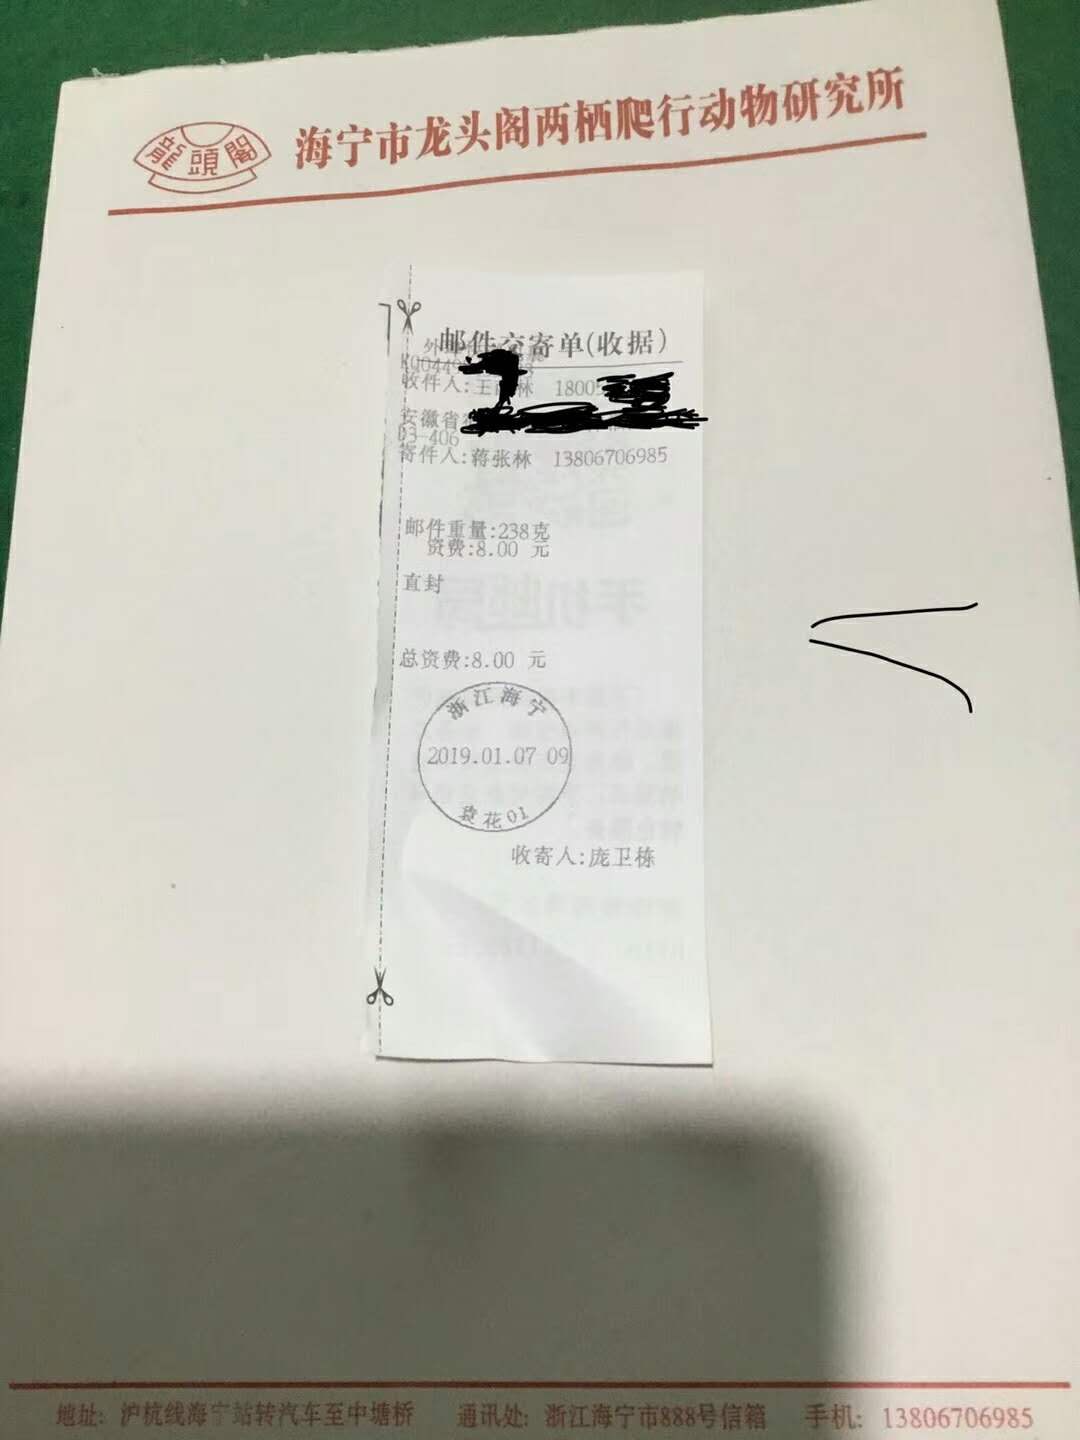 龍頭閣
海宁市龙头阁两栖爬行动物研究所
邮件交寄单(收据)
收件人:王 林 1800
安徽省
03-406
寄件人:蒋张林 13806706985
邮件重量:238克
资费:8.00 元
直封
总资费:8.00 元
浙江海宁
2019.01.07 09
花01
收寄人:庞卫栋
地址: 沪杭线海宁站转汽车至中塘桥 通讯处: 浙江海宁市888号信箱 手机: 13806706985